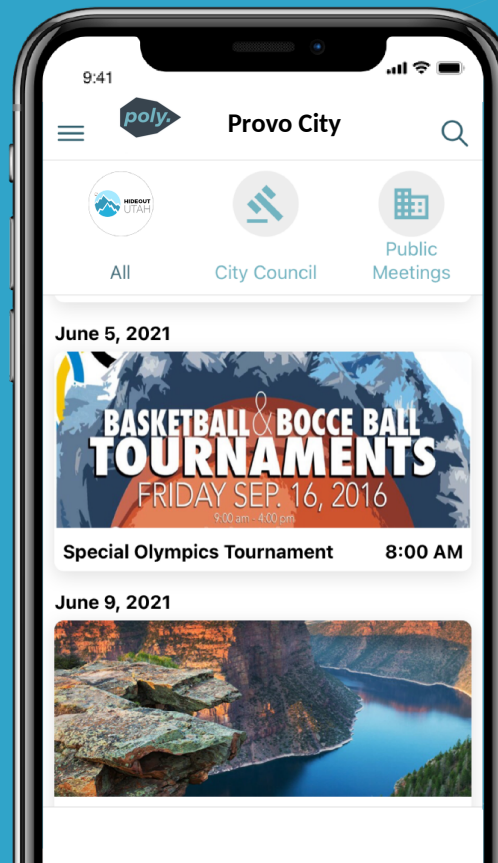 9:41
poly.
Provo City
HIDEOUT
UTAH
All
City Council
Public
Meetings
June 5, 2021
BASKETBALL & BOCCE BALL
TOURNAMENTS
FRIDAY SEP. 16, 2016
9:00 am - 4:00 pm
Special Olympics Tournament 8:00 AM
June 9, 2021